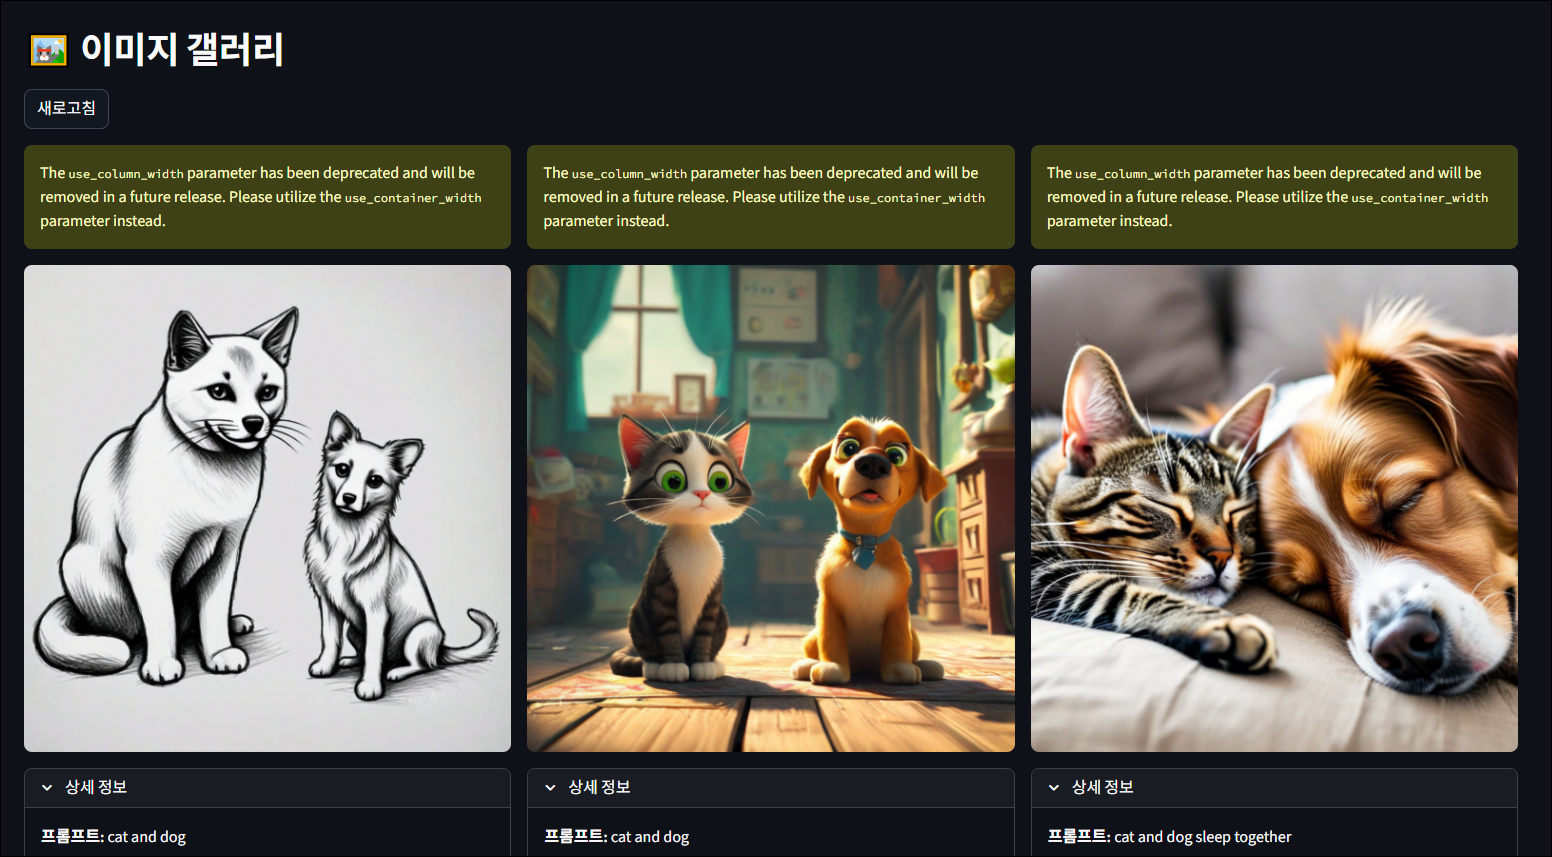 이미지 갤러리
새로고침
The use_column_width parameter has been deprecated and will be
removed in a future release. Please utilize the use_container_width
parameter instead.
The use_column_width parameter has been deprecated and will be
removed in a future release. Please utilize the use_container_width
parameter instead.
The use_column_width parameter has been deprecated and will be
removed in a future release. Please utilize the use_container_width
parameter instead.
상세 정보
프롬프트: cat and dog
상세 정보
프롬프트: cat and dog
상세 정보
프롬프트: cat and dog sleep together